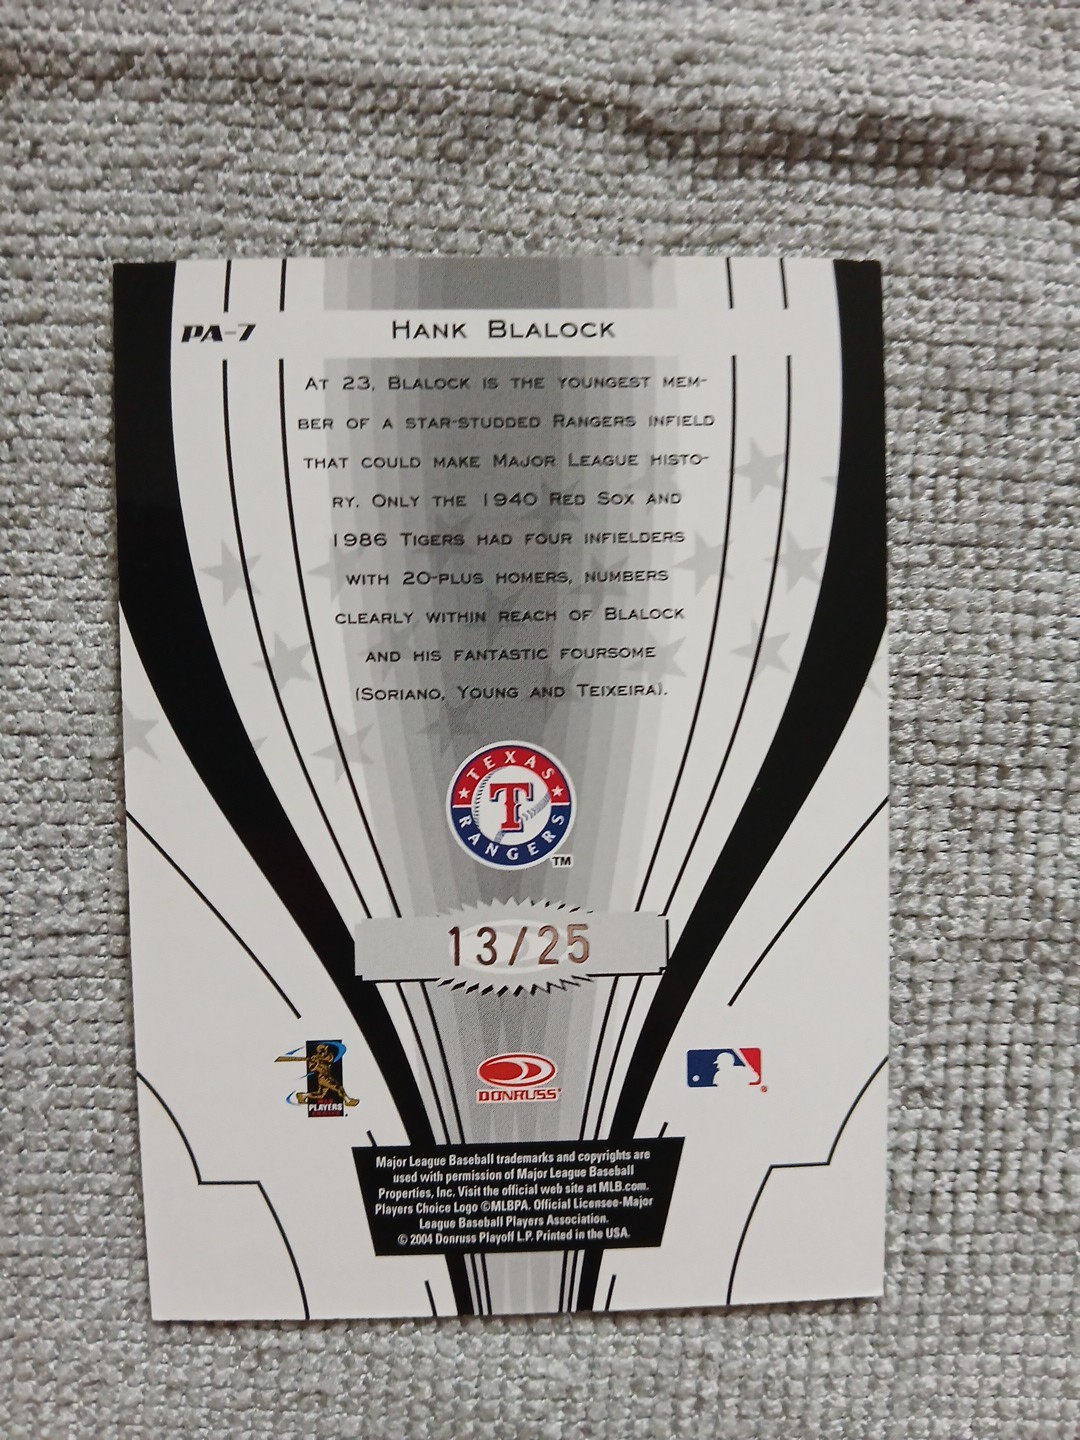 PA-7
HANK BLALOCK
AT 23, BLALOCK IS THE YOUNGEST MEM-
BER OF A STAR-STUDDED RANGERS INFIELD
THAT COULD MAKE MAJOR LEAGUE HISTO-
RY. ONLY THE 1940 RED SOX AND
1986 TIGERS HAD FOUR INFIELDERS
WITH 20-PLUS HOMERS, NUMBERS
CLEARLY WITHIN REACH OF BLALOCK
AND HIS FANTASTIC FOURSOME
(SORIANO, YOUNG AND TEIXEIRA).
TEXAS
T
RANGERS
TM
13/25
PLAYERS
DONRUSS
Major League Baseball trademarks and copyrights are
used with permission of Major League Baseball
Properties, Inc. Visit the official web site at MLB.com.
Players Choice Logo ©MLBPA. Official Licensee-Major
League Baseball Players Association.
© 2004 Donruss Playoff L.P. Printed in the USA.